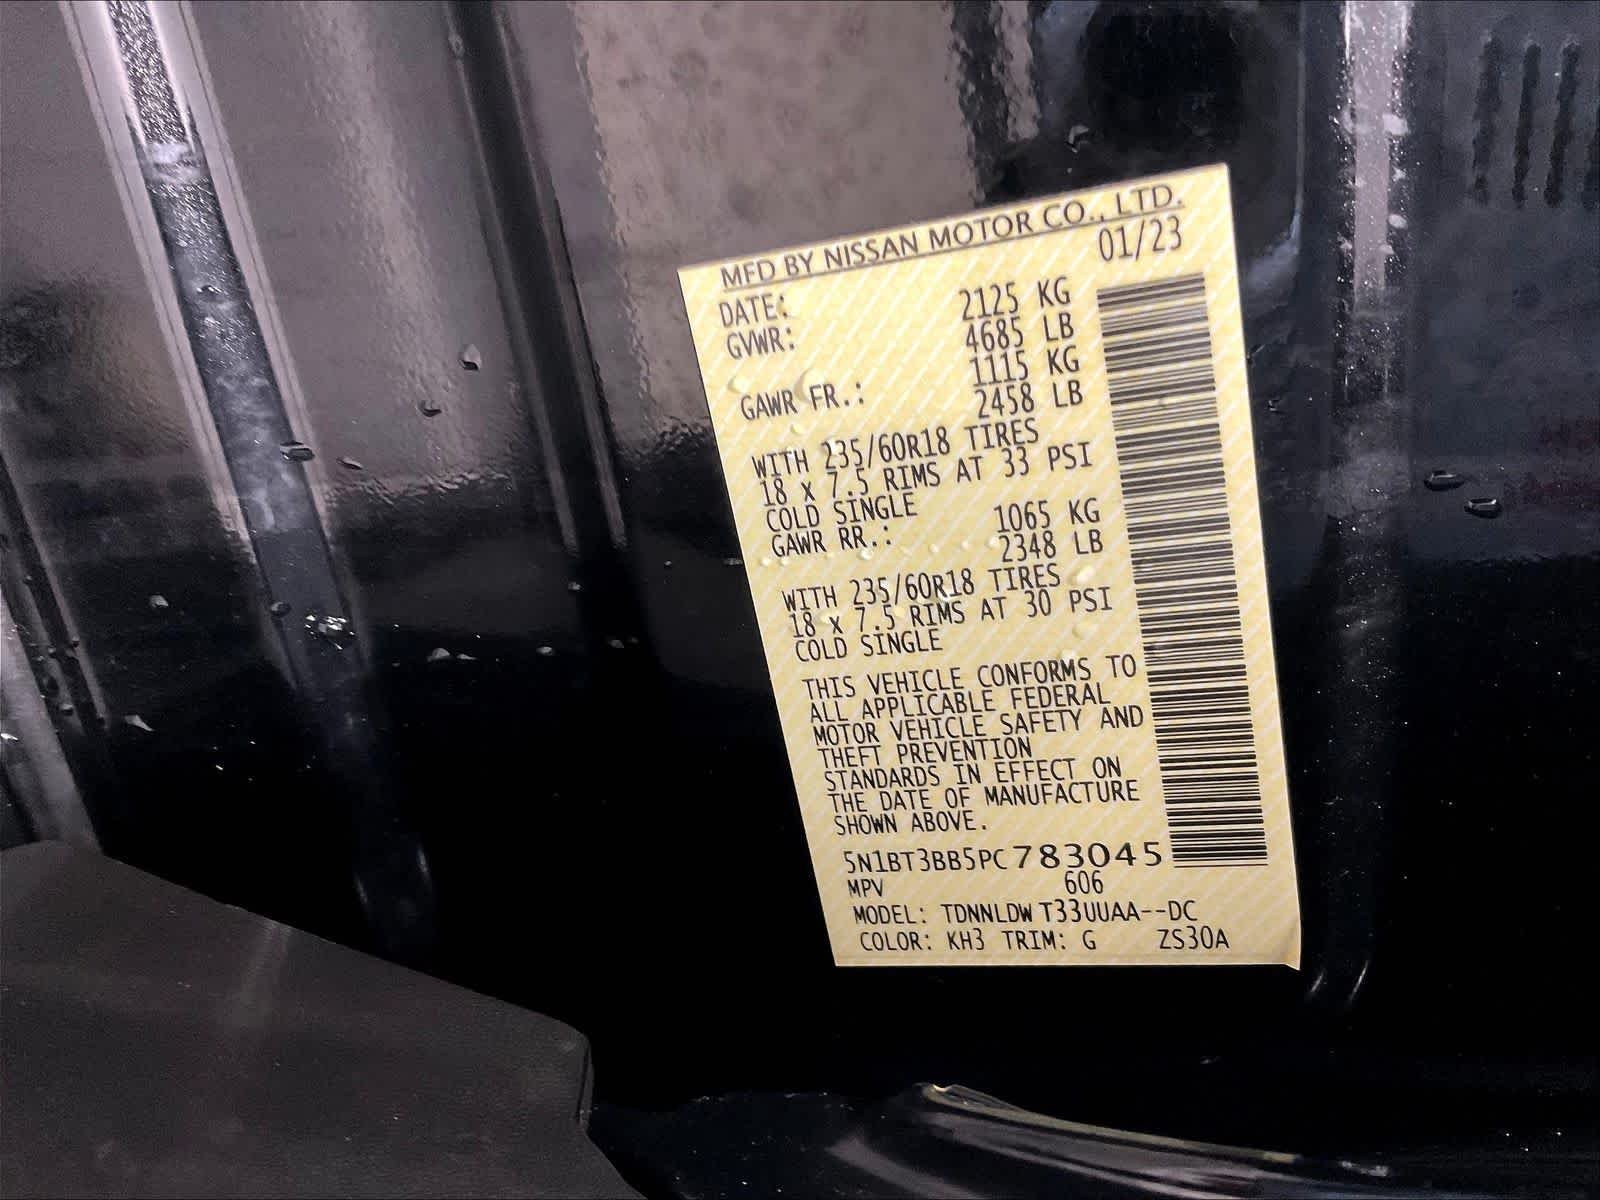 MFD BY NISSAN MOTOR CO., LTD.
DATE: 01/23
GVWR: 2125 KG
4685 LB
GAWR FR.: 1115 KG
2458 LB
WITH 235/60R18 TIRES
18 x 7.5 RIMS AT 33 PSI
COLD SINGLE
GAWR RR.: 1065 KG
2348 LB
WITH 235/60R18 TIRES
18 x 7.5 RIMS AT 30 PSI
COLD SINGLE
THIS VEHICLE CONFORMS TO
ALL APPLICABLE FEDERAL
MOTOR VEHICLE SAFETY AND
THEFT PREVENTION
STANDARDS IN EFFECT ON
THE DATE OF MANUFACTURE
SHOWN ABOVE.
5N1BT3BB5PC783045
MPV 606
MODEL: TDNNLDWT33UUAA--DC
COLOR: KH3 TRIM: G ZS30A